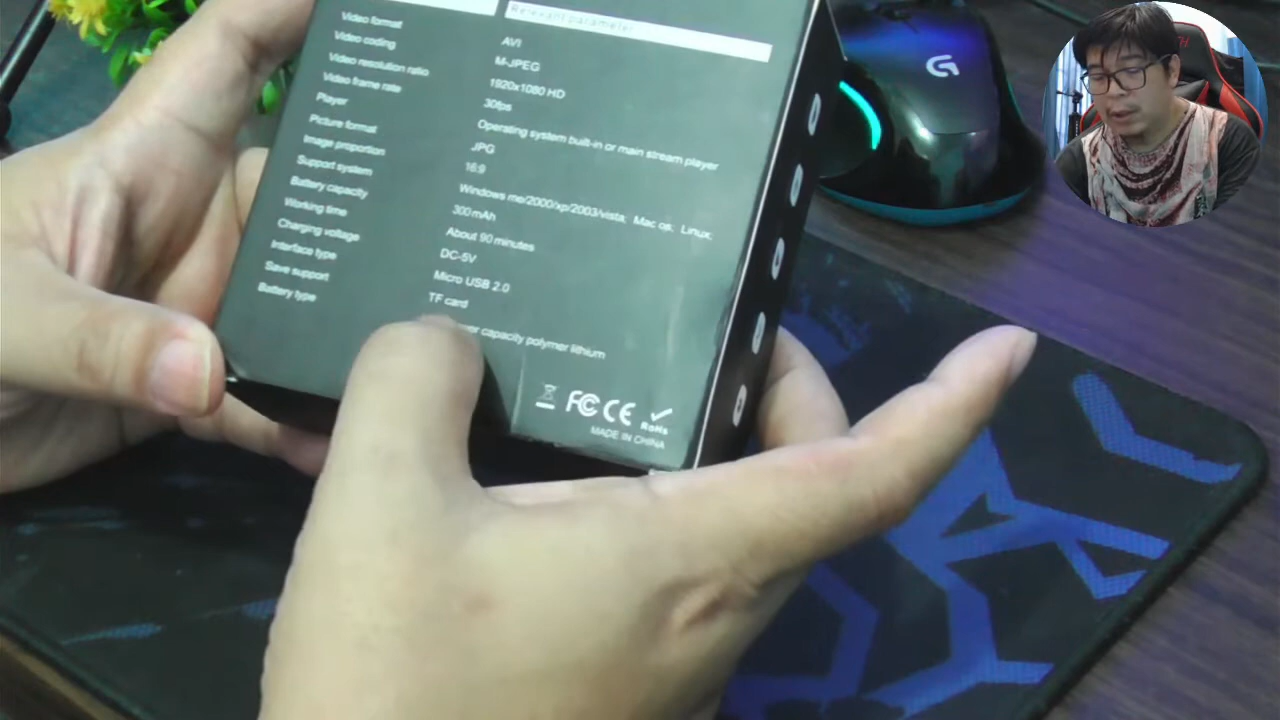 Relevant parameter
Video format AVI
Video coding M-JPEG
Video resolution ratio 1920x1080 HD
Video frame rate 30fps
Player Operating system built-in or main stream player
Picture format JPG
Image proportion 16:9
Support system Windows me/2000/xp/2003/vista; Mac os; Linux;
Battery capacity 300mAh
Working time About 90 minutes
Charging voltage DC-5V
Interface type Micro USB 2.0
Save support TF card
Battery type capacity polymer lithium
FC CE RoHS
MADE IN CHINA
G